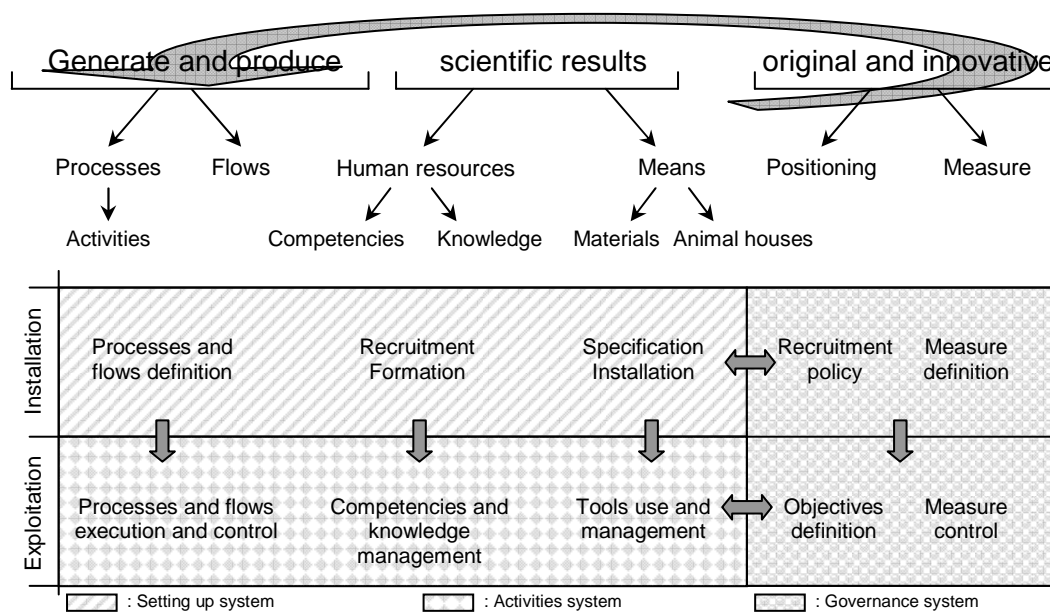 Generate and produce scientific results original and innovative
Processes Flows Human resources Means Positioning Measure
Activities Competencies Knowledge Materials Animal houses
Installation
Processes and
flows definition
Recruitment
Formation
Specification
Installation
Recruitment
policy
Measure
definition
Exploitation
Processes and flows
execution and control
Competencies and
knowledge
management
Tools use and
management
Objectives
definition
Measure
control
: Setting up system : Activities system : Governance system